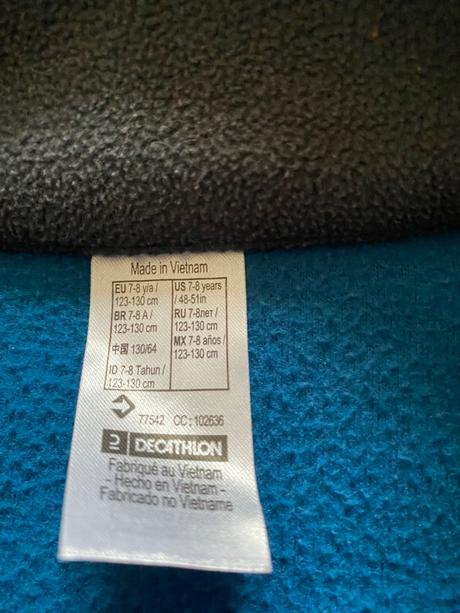 Made in Vietnam
EU 7-8 y/a /
123-130 cm
BR 7-8 A /
123-130 cm
中国 130/64
ID 7-8 Tahun /
123-130 cm
US 7-8 years
/ 48-51in
RU 7-8лет /
123-130 cm
MX 7-8 años /
123-130 cm
77542 CC:102636
DECATHLON
Fabriqué au Vietnam
- Hecho en Vietnam -
Fabricado no Vietname